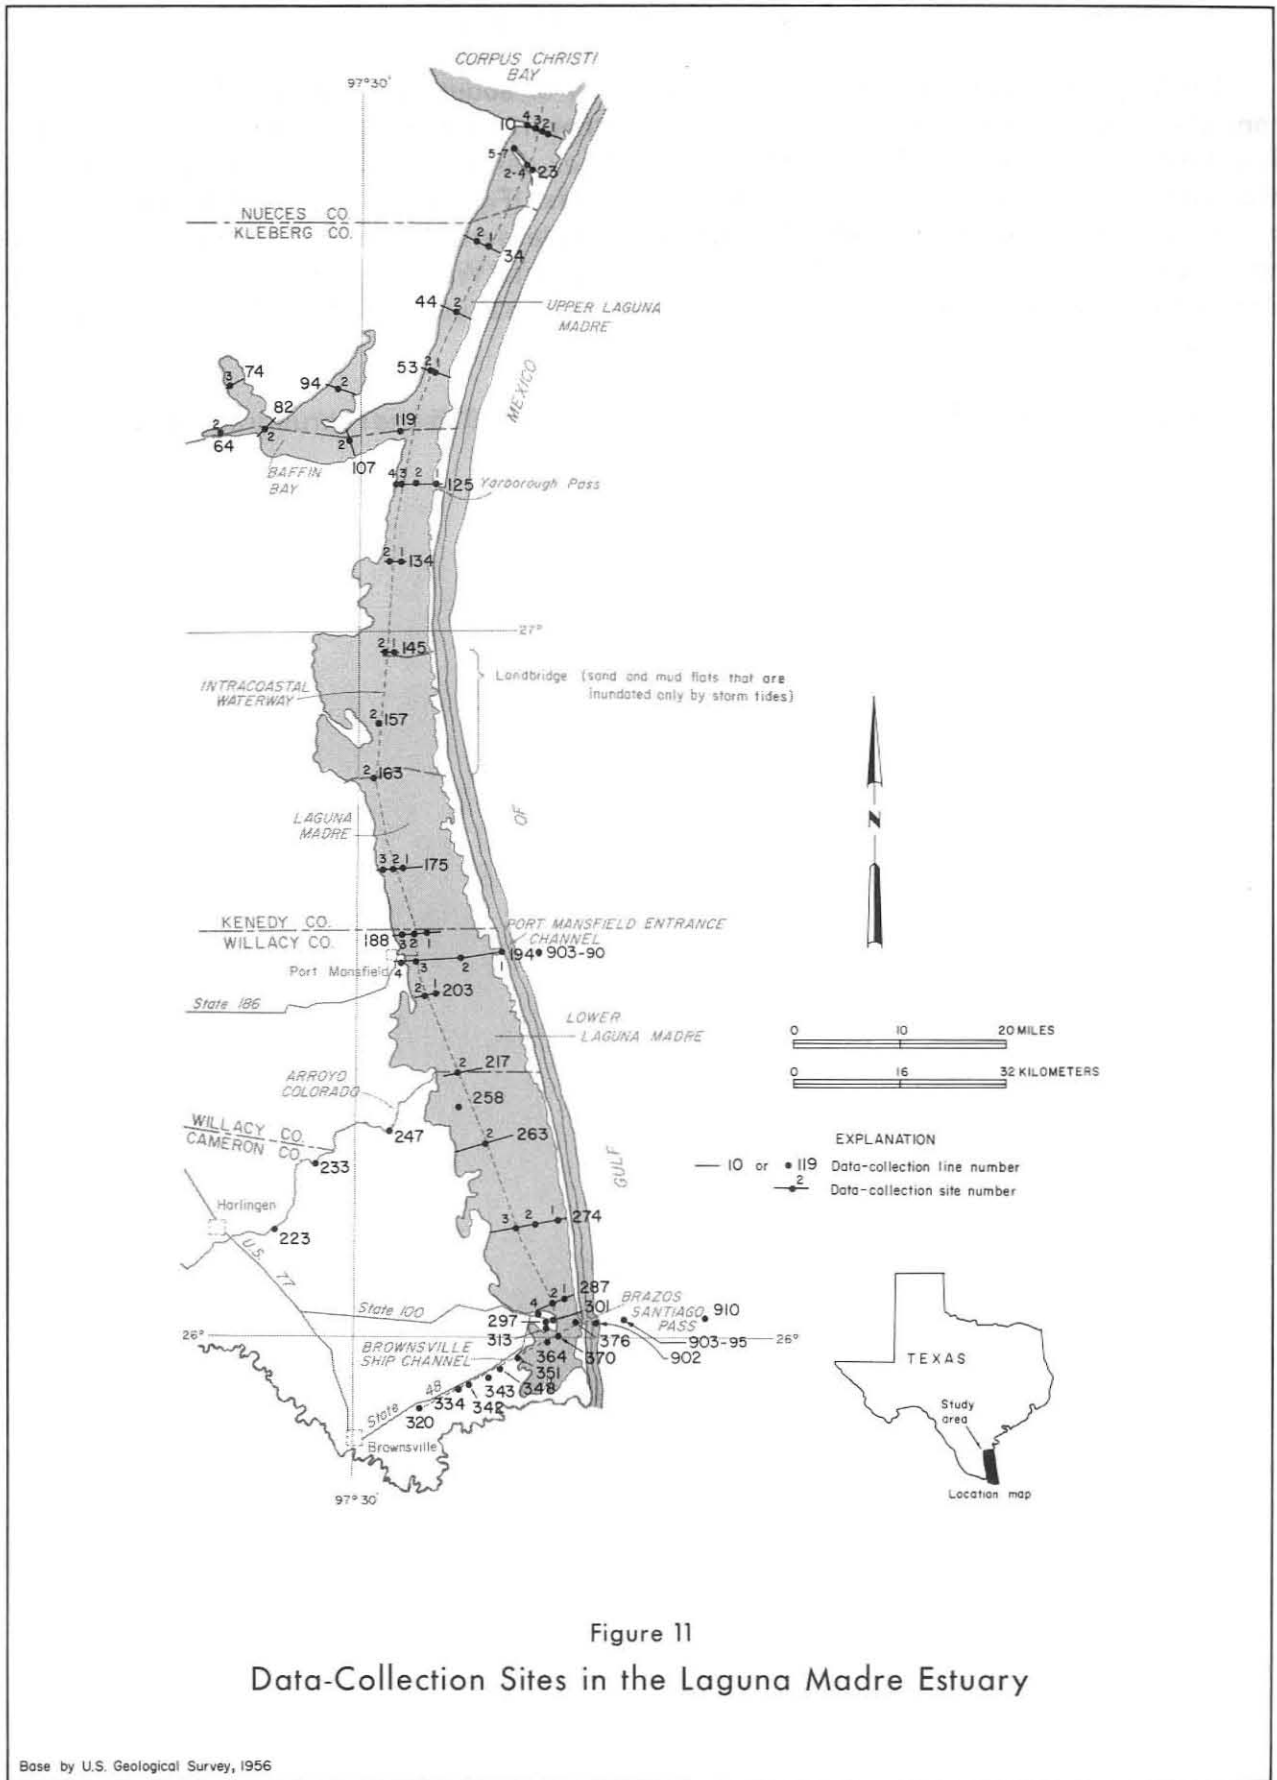 CORPUS CHRISTI
BAY
97°30'
10
4
3
2
1
5-7
2-4
1
23
NUECES CO.
KLEBERG CO.
2
1
34
44
2
UPPER LAGUNA
MADRE
MEXICO
53
2
1
3
74
94
2
82
2
119
2
64
2
107
BAFFIN
BAY
4
3
2
1
125
Yarborough Pass
2
1
134
27°
2
1
145
Landbridge (sand and mud flats that are
inundated only by storm tides)
INTRACOASTAL
WATERWAY
2
157
2
163
OF
N
LAGUNA
MADRE
3
2
1
175
KENEDY CO.
WILLACY CO.
188
3
2
1
PORT MANSFIELD ENTRANCE
CHANNEL
194
903-90
Port Mansfield
4
3
2
1
2
1
203
State 186
LOWER
LAGUNA MADRE
0
10
20 MILES
0
16
32 KILOMETERS
2
217
ARROYO
COLORADO
258
WILLACY CO.
CAMERON CO.
247
2
263
233
GULF
EXPLANATION
10 or 119 Data-collection line number
2
Data-collection site number
Harlingen
223
U.S. 77
3
2
1
274
287
2
1
4
State 100
301
BRAZOS
SANTIAGO
PASS
910
297
26°
313
376
903-95
26°
BROWNSVILLE
SHIP CHANNEL
364
370
902
351
348
343
342
334
320
State 48
Brownsville
97°30'
TEXAS
Study
area
Location map
Figure 11
Data-Collection Sites in the Laguna Madre Estuary
Base by U.S. Geological Survey, 1956